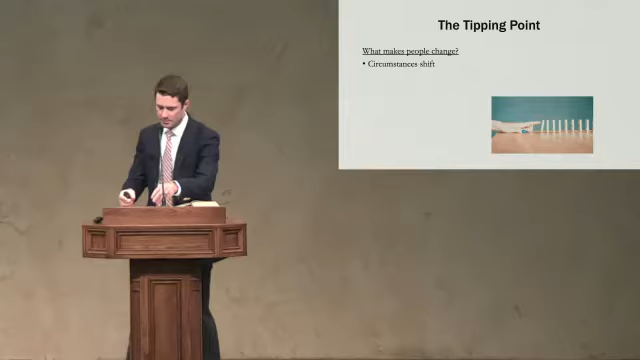 The Tipping Point
What makes people change?
• Circumstances shift